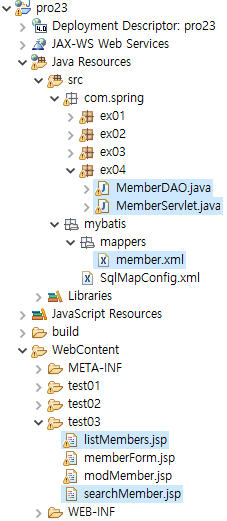 pro23
Deployment Descriptor: pro23
JAX-WS Web Services
Java Resources
src
com.spring
ex01
ex02
ex03
ex04
MemberDAO.java
MemberServlet.java
mybatis
mappers
member.xml
SqlMapConfig.xml
Libraries
JavaScript Resources
build
WebContent
META-INF
test01
test02
test03
listMembers.jsp
memberForm.jsp
modMember.jsp
searchMember.jsp
WEB-INF